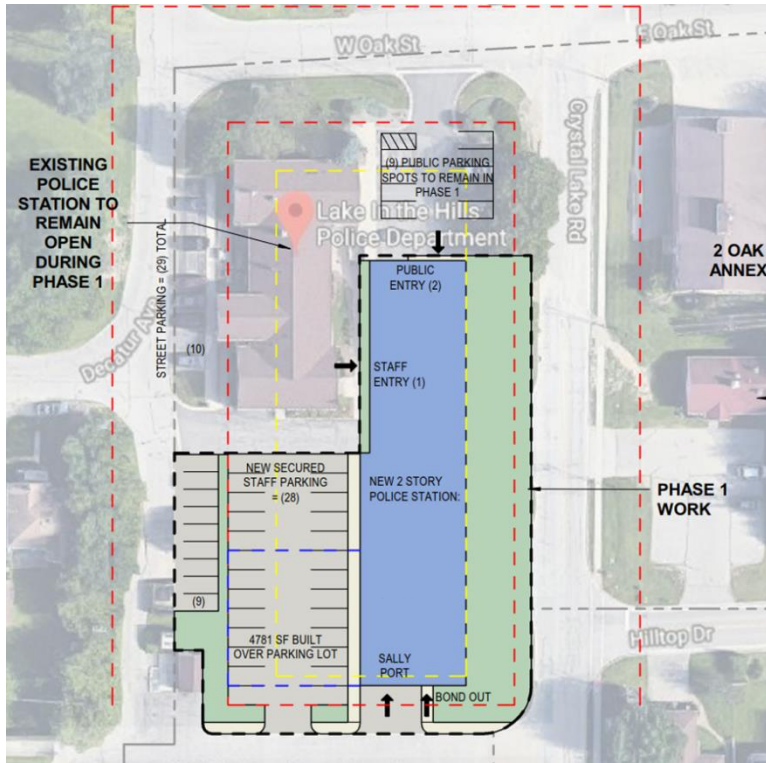 W Oak St
E Oak St
EXISTING
POLICE
STATION TO
REMAIN
OPEN
DURING
PHASE 1
(9) PUBLIC PARKING
SPOTS TO REMAIN IN
PHASE 1
Crystal Lake Rd
Lake In the Hills
Police Department
2 OAK
ANNEX
STREET PARKING = (29) TOTAL
PUBLIC
ENTRY (2)
Decatur Ave
(10)
STAFF
ENTRY (1)
NEW SECURED
STAFF PARKING
= (28)
NEW 2 STORY
POLICE STATION:
PHASE 1
WORK
(9)
4781 SF BUILT
OVER PARKING LOT
Hilltop Dr
SALLY
PORT
BOND OUT